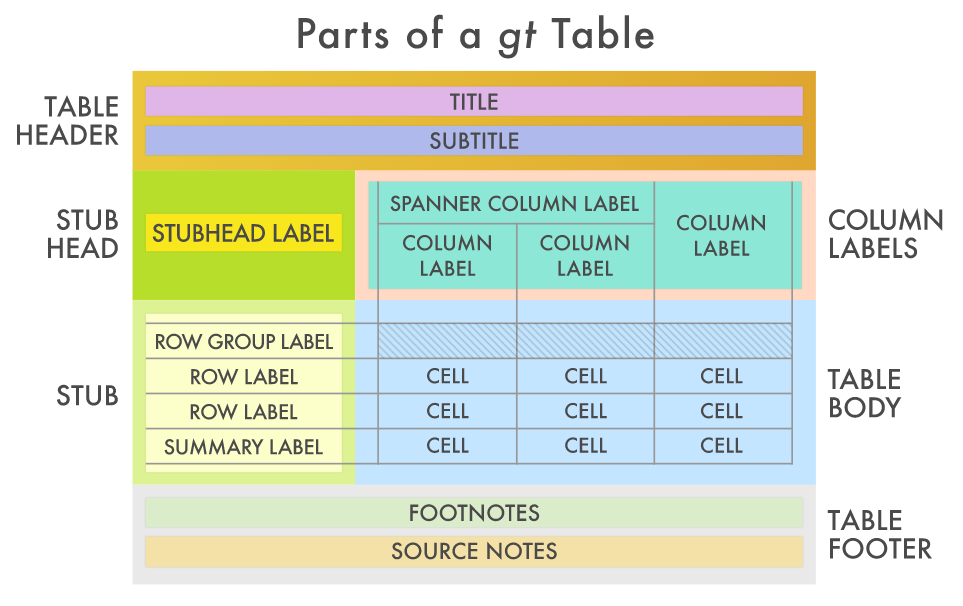 Parts of a gt Table
TABLE
HEADER
TITLE
SUBTITLE
STUB
HEAD
STUBHEAD LABEL
SPANNER COLUMN LABEL
COLUMN
LABEL
COLUMN
LABEL
COLUMN
LABEL
COLUMN
LABELS
STUB
ROW GROUP LABEL
ROW LABEL CELL CELL CELL
ROW LABEL CELL CELL CELL
SUMMARY LABEL CELL CELL CELL
TABLE
BODY
FOOTNOTES
SOURCE NOTES
TABLE
FOOTER